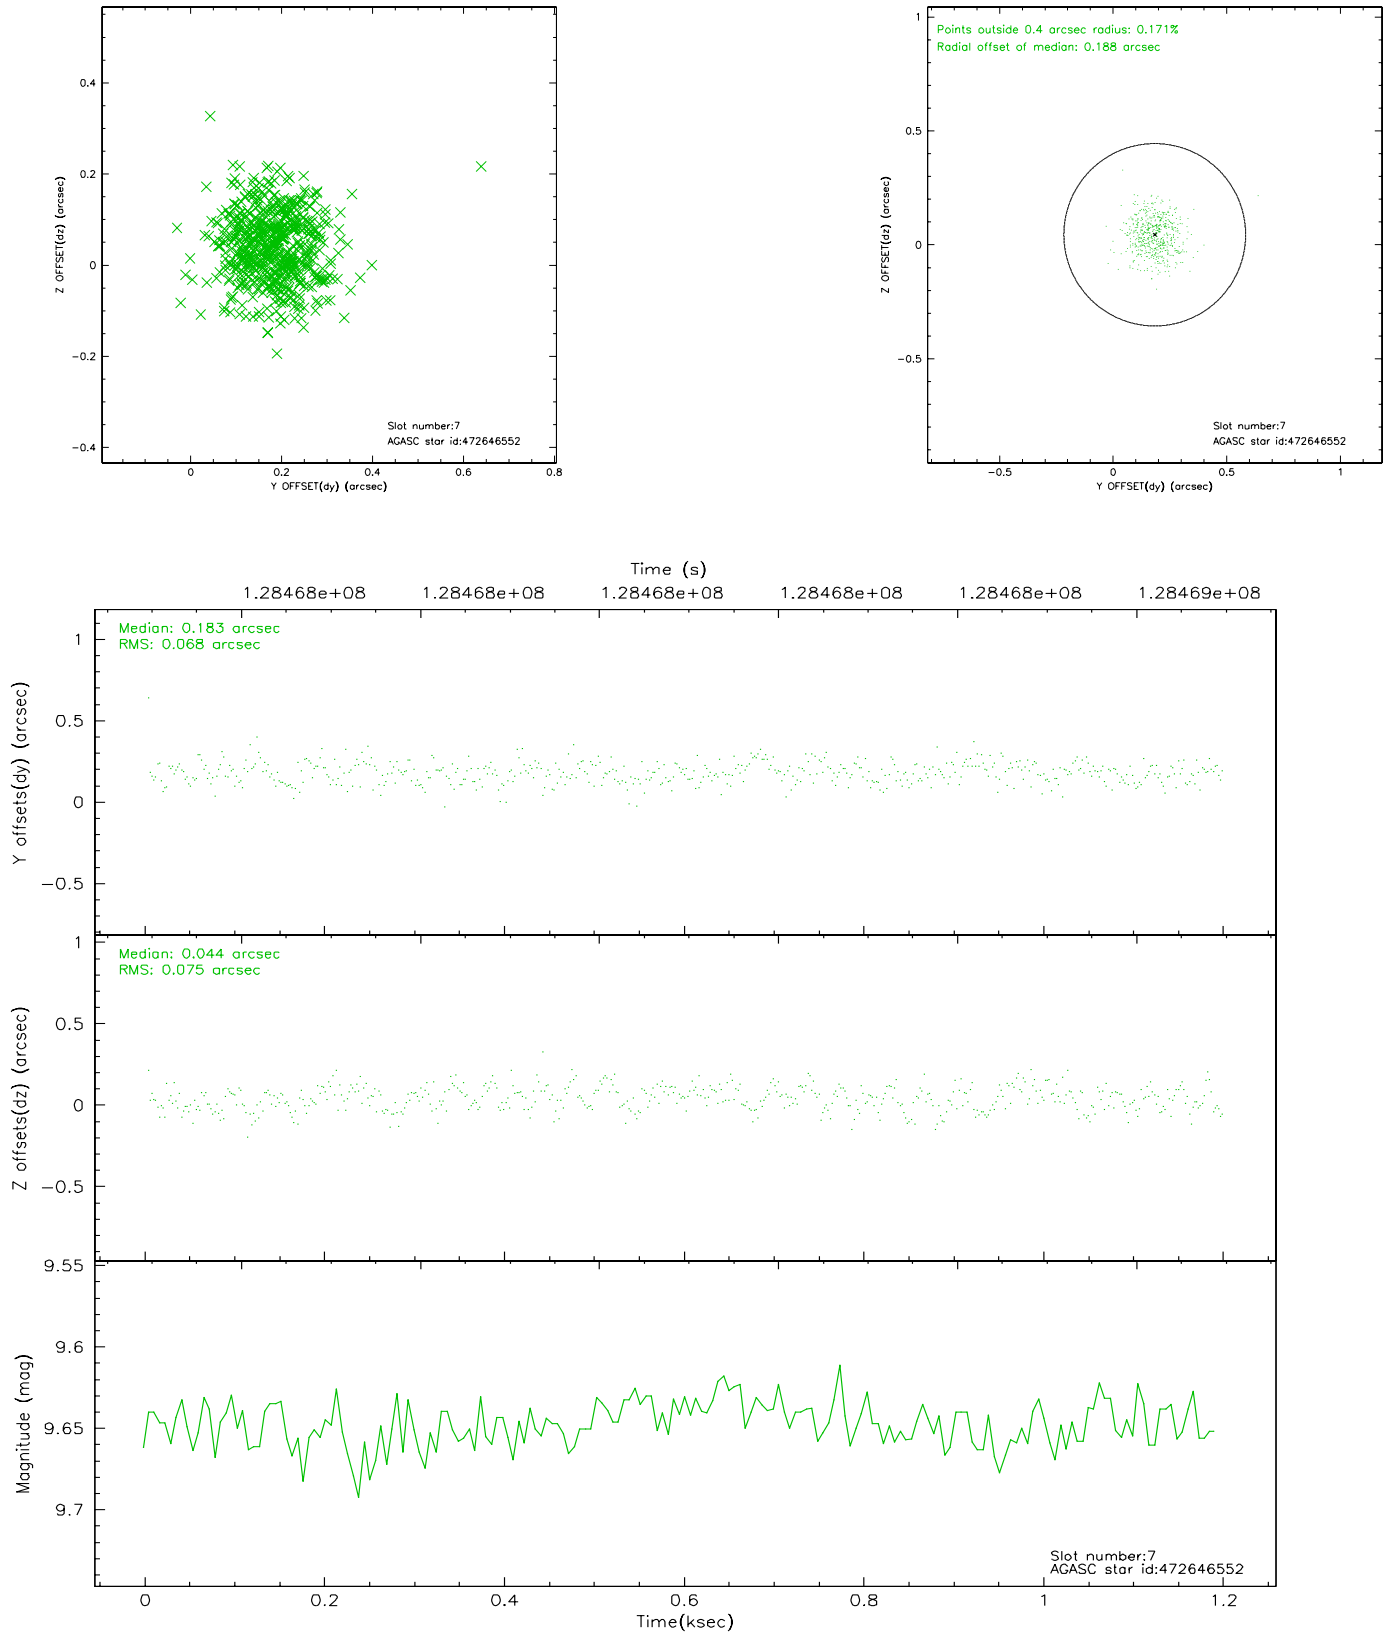 0.4
0.2
0
−0.2
−0.4
Z OFFSET(dz) (arcsec)
Slot number:7
AGASC star id:472646552
0 0.2 0.4 0.6 0.8
Y OFFSET(dy) (arcsec)
Points outside 0.4 arcsec radius: 0.171%
Radial offset of median: 0.188 arcsec
1
0.5
0
−0.5
Z OFFSET(dz) (arcsec)
Slot number:7
AGASC star id:472646552
−0.5 0 0.5 1
Y OFFSET(dy) (arcsec)
Time (s)
1.28468e+08 1.28468e+08 1.28468e+08 1.28468e+08 1.28468e+08 1.28469e+08
Median: 0.183 arcsec
RMS: 0.068 arcsec
1
0.5
0
−0.5
Y offsets(dy) (arcsec)
Median: 0.044 arcsec
RMS: 0.075 arcsec
1
0.5
0
−0.5
Z offsets(dz) (arcsec)
9.55
9.6
9.65
9.7
Magnitude (mag)
Slot number:7
AGASC star id:472646552
0 0.2 0.4 0.6 0.8 1 1.2
Time(ksec)